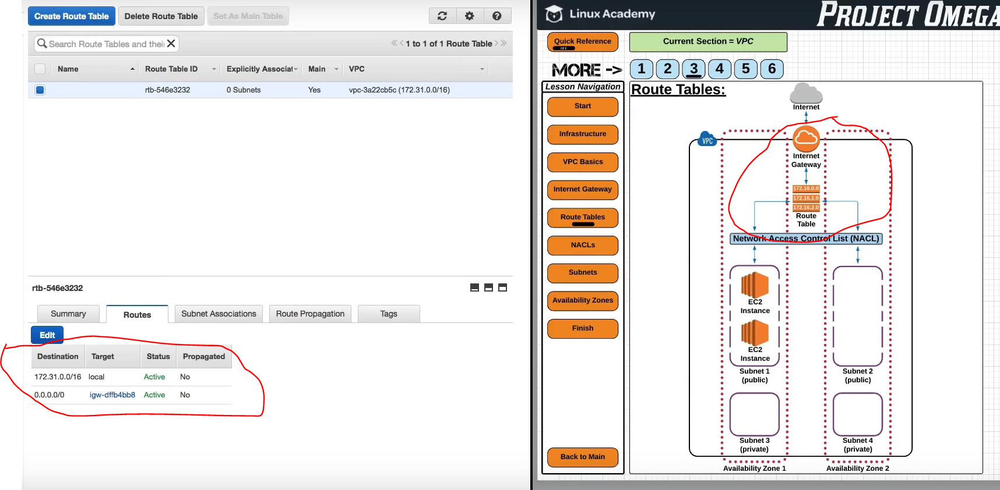 Create Route Table Delete Route Table Set As Main Table
Search Route Tables and their
1 to 1 of 1 Route Table
Name Route Table ID Explicitly Associat Main VPC
rtb-546e3232 0 Subnets Yes vpc-3a22cb5c (172.31.0.0/16)
rtb-546e3232
Summary Routes Subnet Associations Route Propagation Tags
Edit
Destination Target Status Propagated
172.31.0.0/16 local Active No
0.0.0.0/0 igw-dffb4bb8 Active No
Linux Academy
PROJECT OMEGA
Quick Reference
OFF
Current Section = VPC
MORE -> 1 2 3 4 5 6
Lesson Navigation
Start
Infrastructure
VPC Basics
Internet Gateway
Route Tables
NACLs
Subnets
Availability Zones
Finish
Back to Main
Route Tables:
Internet
VPC
Internet
Gateway
172.16.0.0
172.16.1.0
172.16.2.0
Route
Table
Network Access Control List (NACL)
EC2
Instance
EC2
Instance
Subnet 1
(public)
Subnet 2
(public)
Subnet 3
(private)
Subnet 4
(private)
Availability Zone 1
Availability Zone 2